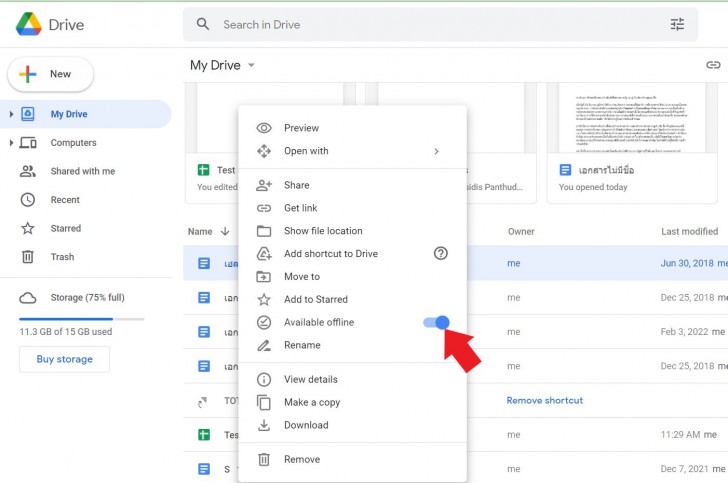 Drive
Search in Drive
New
My Drive
My Drive
Computers
Shared with me
Recent
Starred
Trash
Storage (75% full)
11.3 GB of 15 GB used
Buy storage
Test
You edited
sidis Panthud...
เอกสารไม่มีชื่อ
You opened today
Name
Owner
Last modified
me
Jun 30, 2018 me
เอก
me
Dec 25, 2018 me
เอก
me
Feb 3, 2022 me
เอก
me
Dec 25, 2018 me
TOT
Remove shortcut
Tes
me
11:29 AM me
S
me
Dec 7, 2021 me
Preview
Open with
Share
Get link
Show file location
Add shortcut to Drive
Move to
Add to Starred
Available offline
Rename
View details
Make a copy
Download
Remove